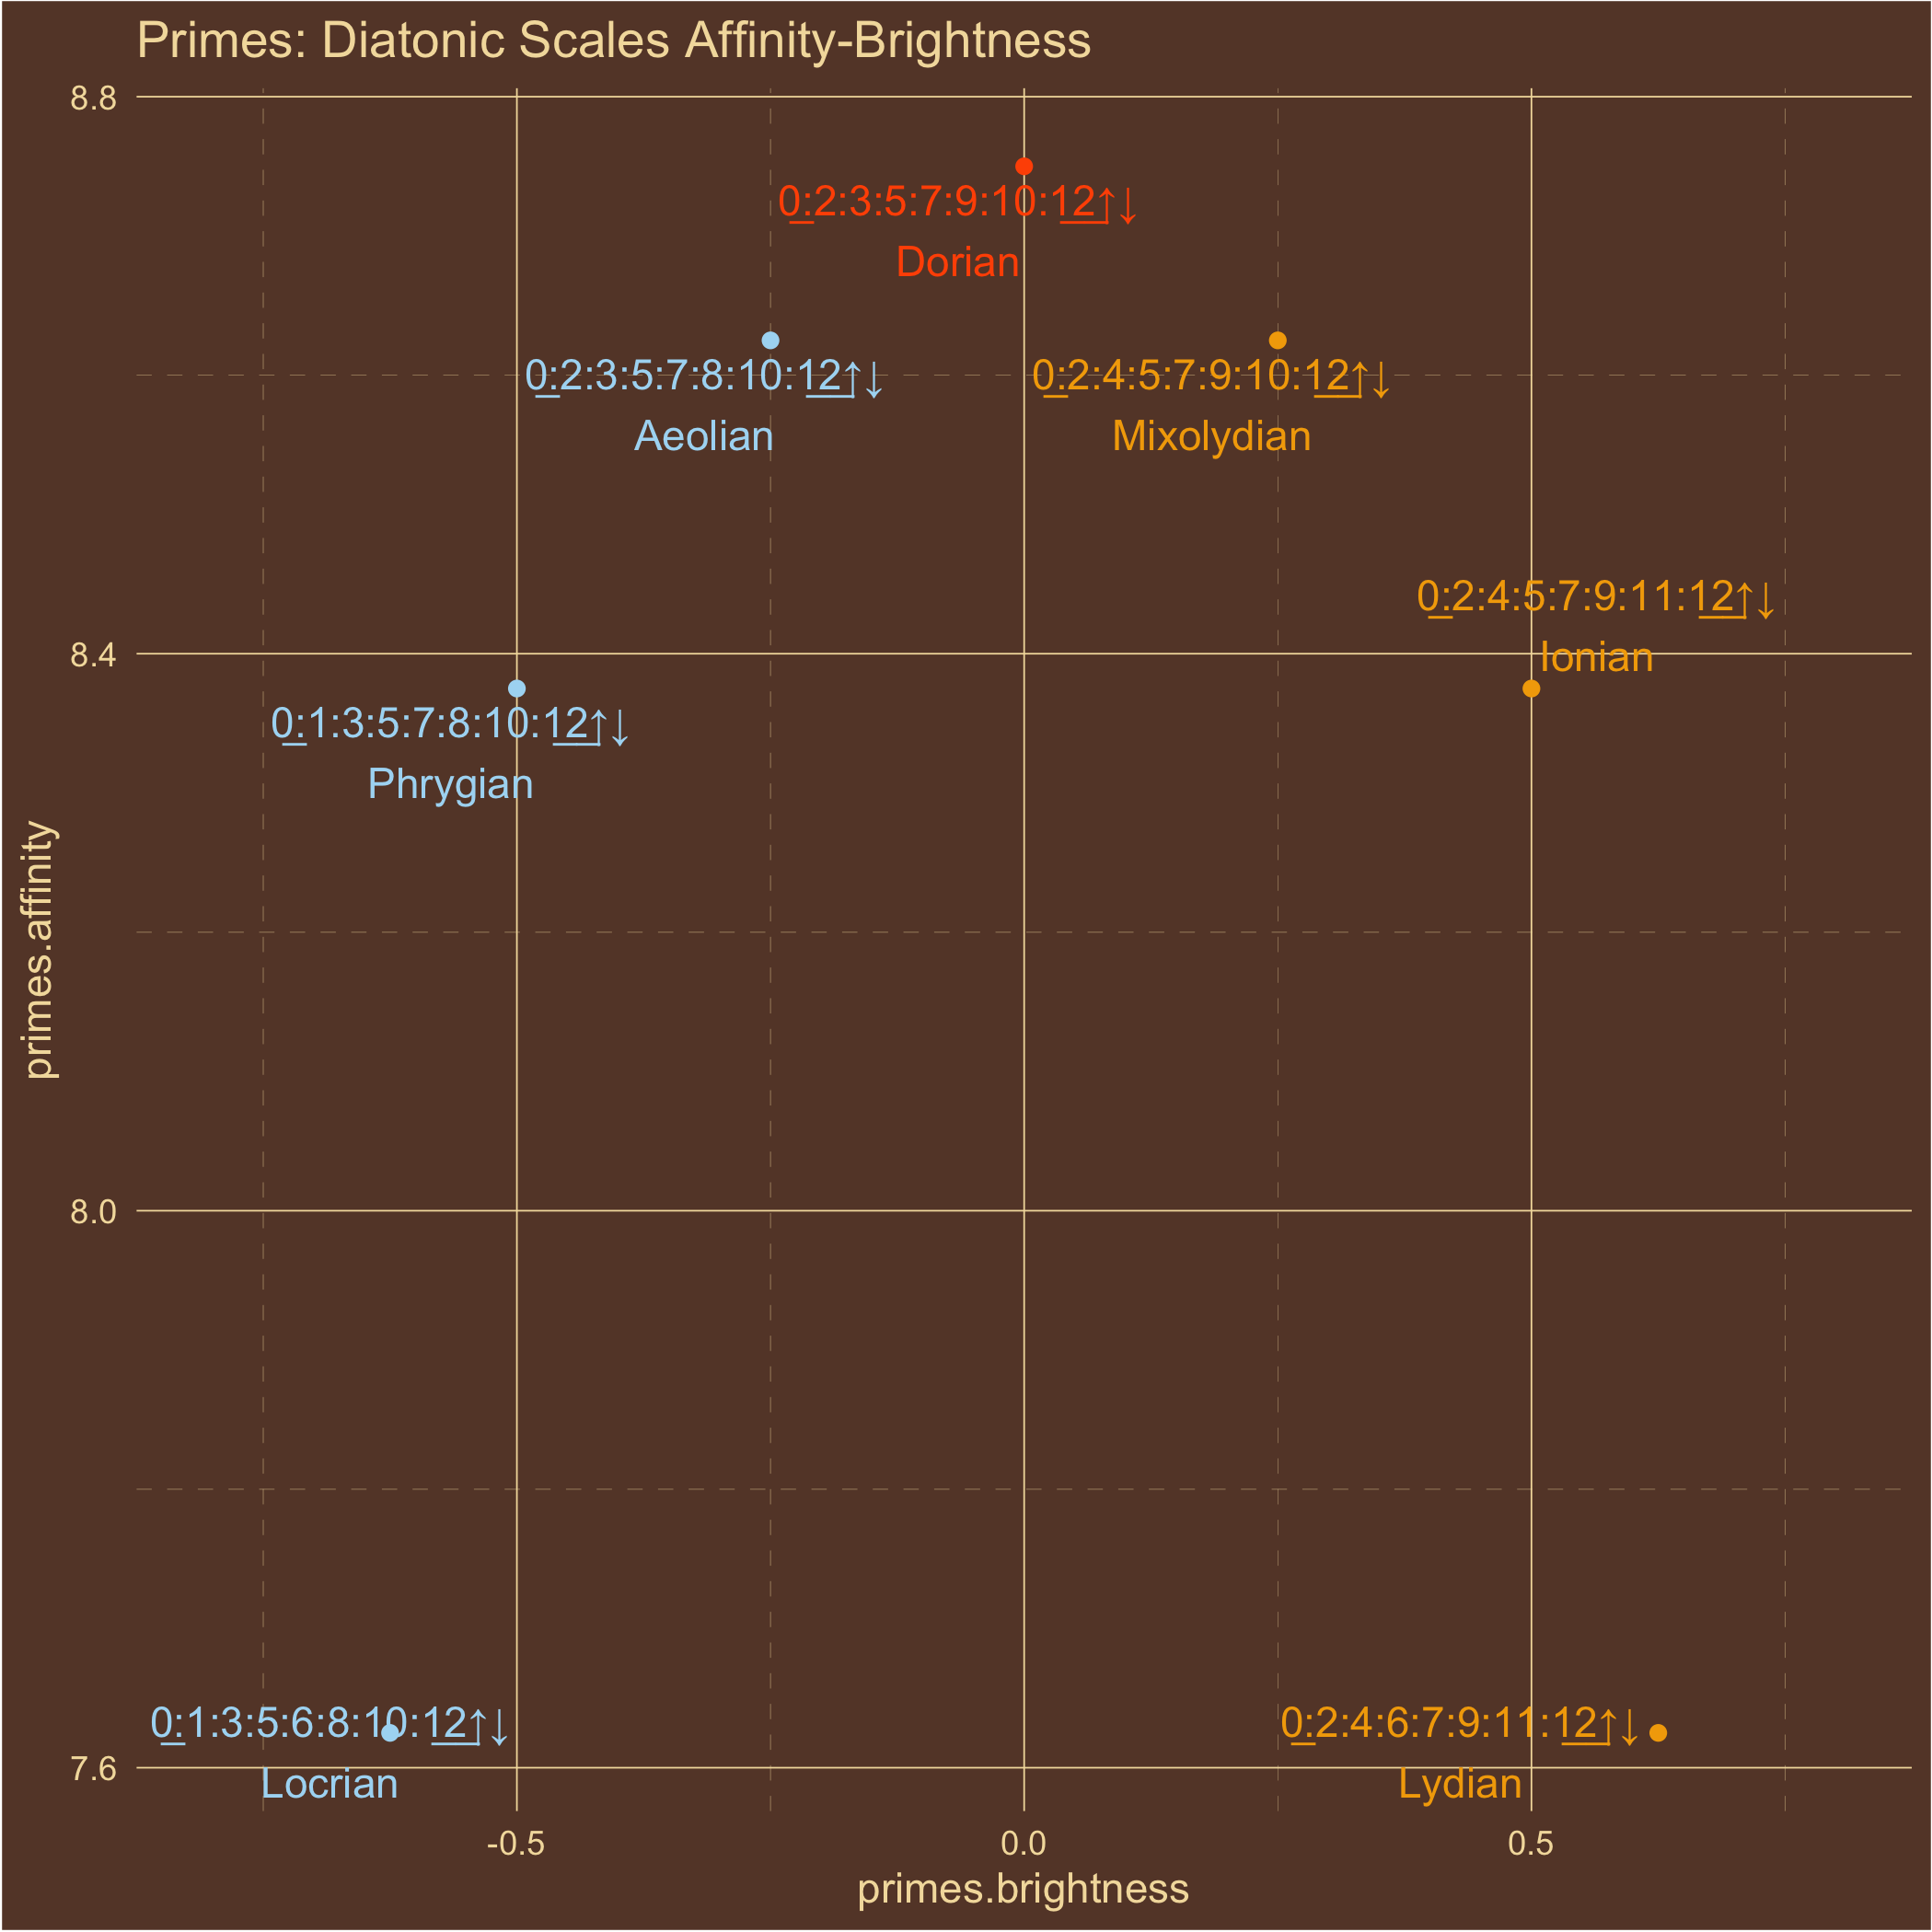 Primes: Diatonic Scales Affinity-Brightness
8.8
0:2:3:5:7:9:10:12↑↓
Dorian
0:2:3:5:7:8:10:12↑↓
Aeolian
0:2:4:5:7:9:10:12↑↓
Mixolydian
0:2:4:5:7:9:11:12↑↓
Ionian
8.4
0:1:3:5:7:8:10:12↑↓
Phrygian
primes.affinity
8.0
0:1:3:5:6:8:10:12↑↓
Locrian
0:2:4:6:7:9:11:12↑↓
Lydian
7.6
-0.5
0.0
0.5
primes.brightness